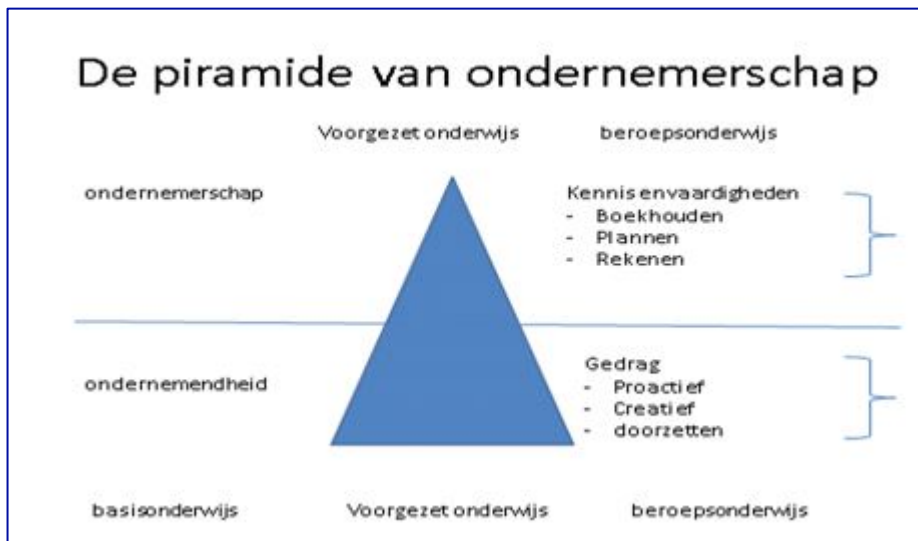 De piramide van ondernemerschap
Voorgezet onderwijs beroepsonderwijs
ondernemerschap
Kennis envaardigheden
- Boekhouden
- Plannen
- Rekenen
ondernemendheid
Gedrag
- Proactief
- Creatief
- doorzetten
basisonderwijs Voorgezet onderwijs beroepsonderwijs